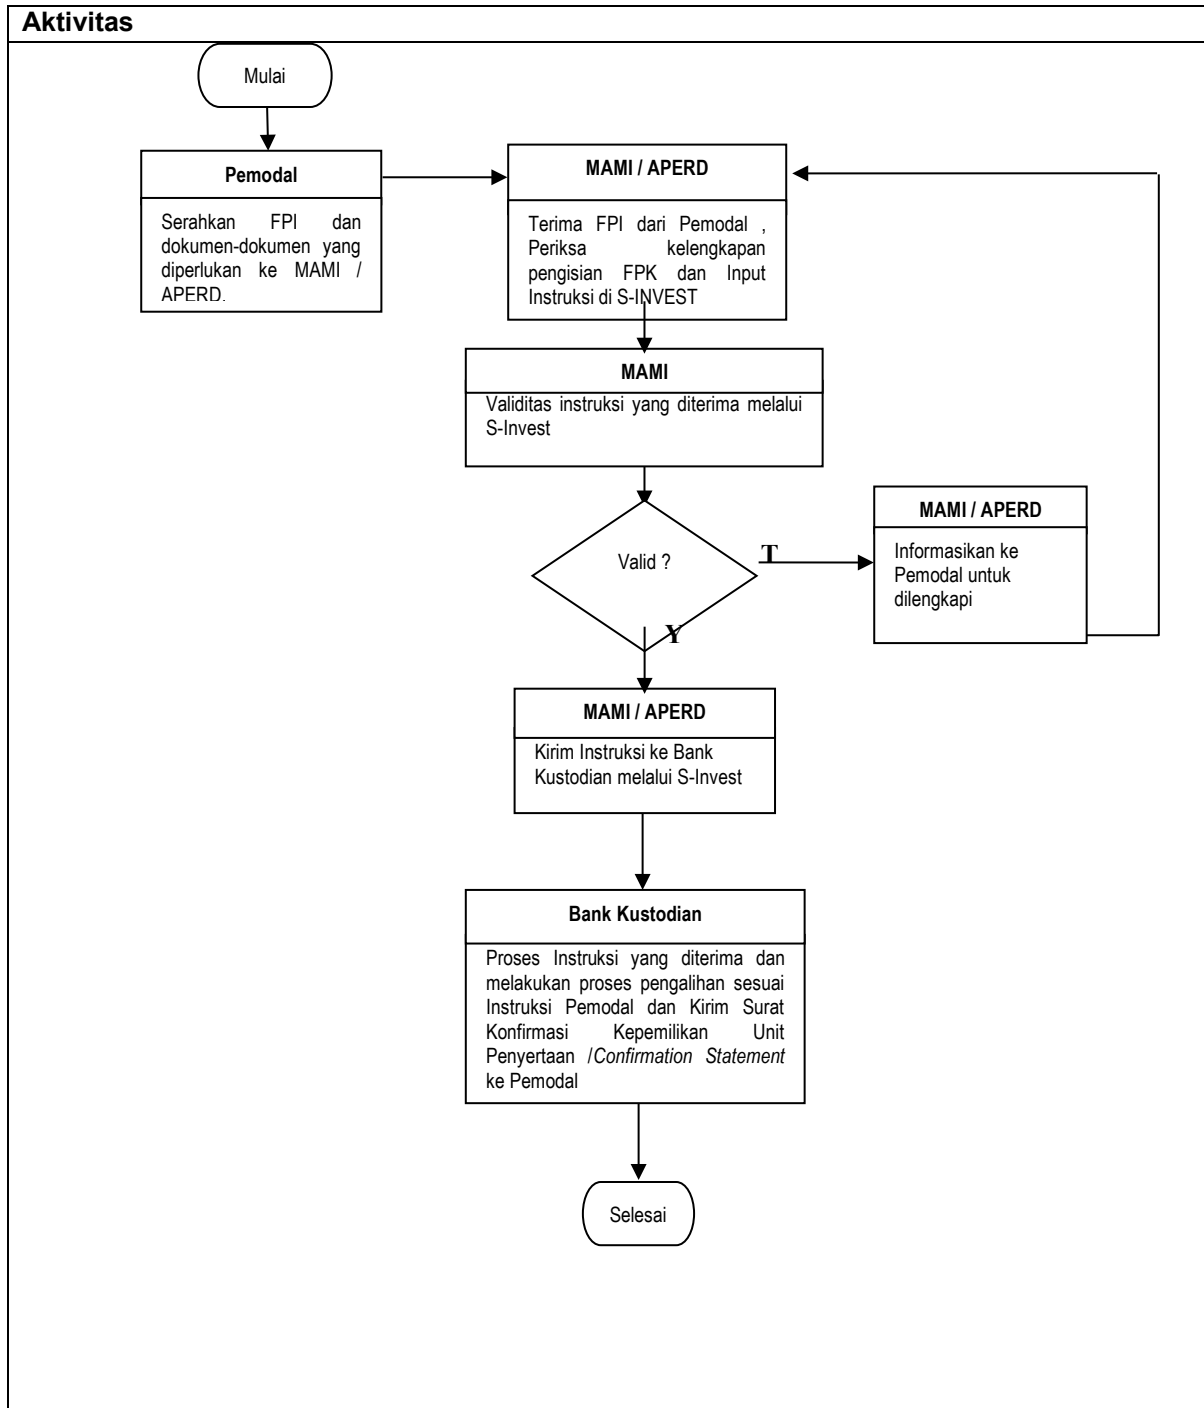 Aktivitas
Mulai
Pemodal
Serahkan FPI dan
dokumen-dokumen yang
diperlukan ke MAMI /
APERD.
MAMI / APERD
Terima FPI dari Pemodal ,
Periksa kelengkapan
pengisian FPK dan Input
Instruksi di S-INVEST
MAMI
Validitas instruksi yang diterima melalui
S-Invest
Valid ?
T
MAMI / APERD
Informasikan ke
Pemodal untuk
dilengkapi
Y
MAMI / APERD
Kirim Instruksi ke Bank
Kustodian melalui S-Invest
Bank Kustodian
Proses Instruksi yang diterima dan
melakukan proses pengalihan sesuai
Instruksi Pemodal dan Kirim Surat
Konfirmasi Kepemilikan Unit
Penyertaan /Confirmation Statement
ke Pemodal
Selesai